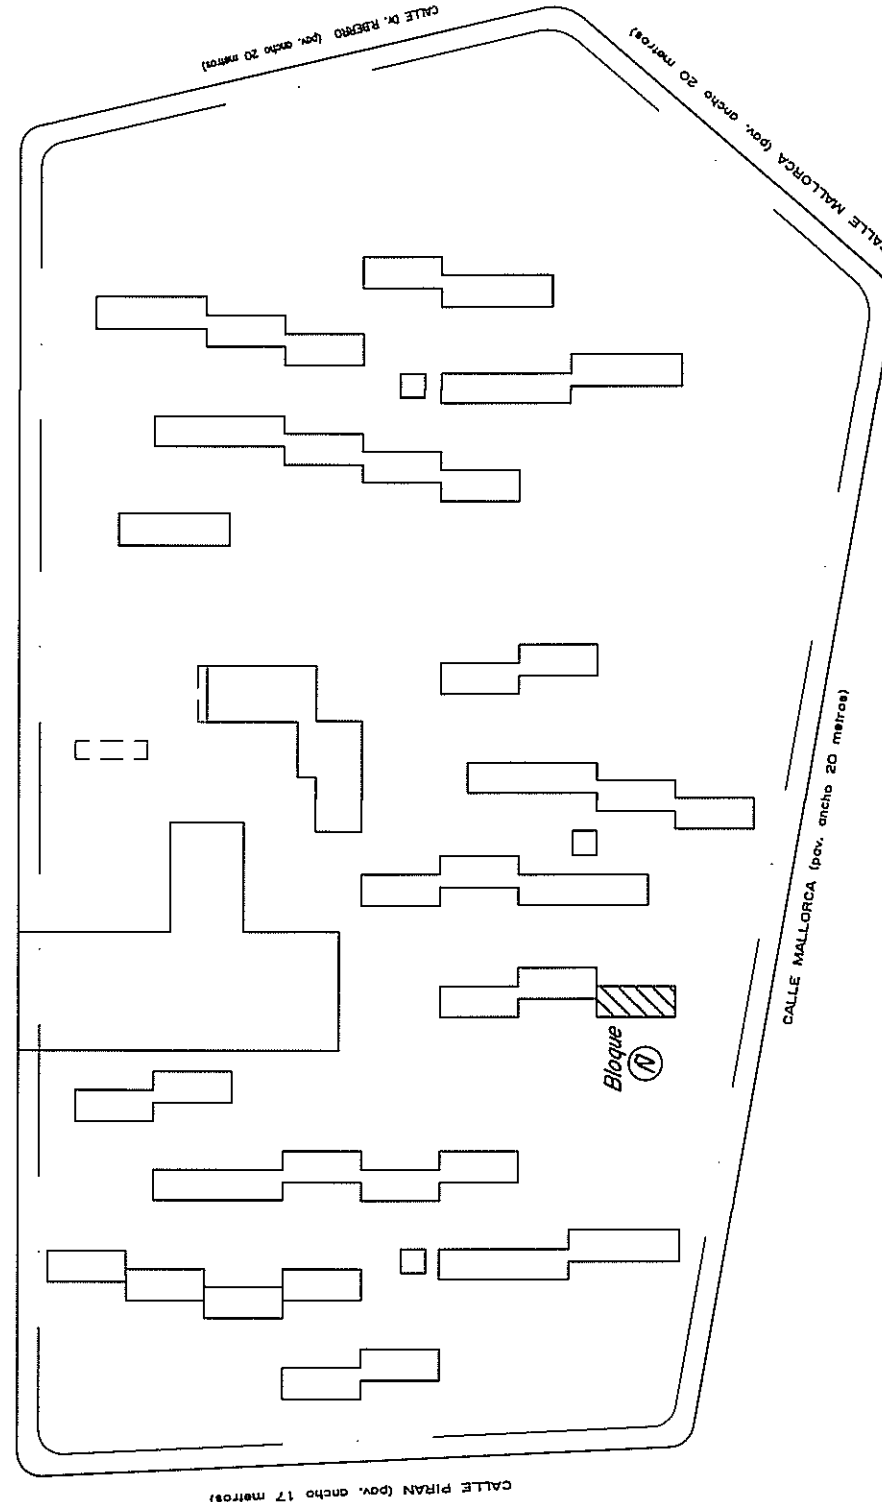 CALLE Dr. R.BERRO (pav. ancho 20 metros)
CALLE MALLORCA (pav. ancho 20 metros)
CALLE MALLORCA (pav. ancho 20 metros)
Bloque
Ñ
CALLE PIRAN (pav. ancho 17 metros)